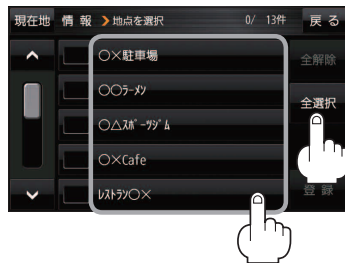 現在地 情 報 ❯地点を選択 0/ 13件 戻 る
○×駐車場
全解除
○○ﾗｰﾒﾝ
全選択
○△ｽﾎﾟｰﾂｼﾞﾑ
○×Cafe
ﾚｽﾄﾗﾝ○×
登 録